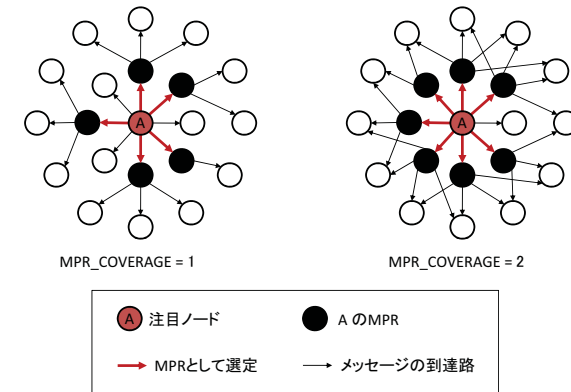 A
A
MPR_COVERAGE = 1
MPR_COVERAGE = 2
A 注目ノード
A のMPR
MPRとして選定
メッセージの到達路